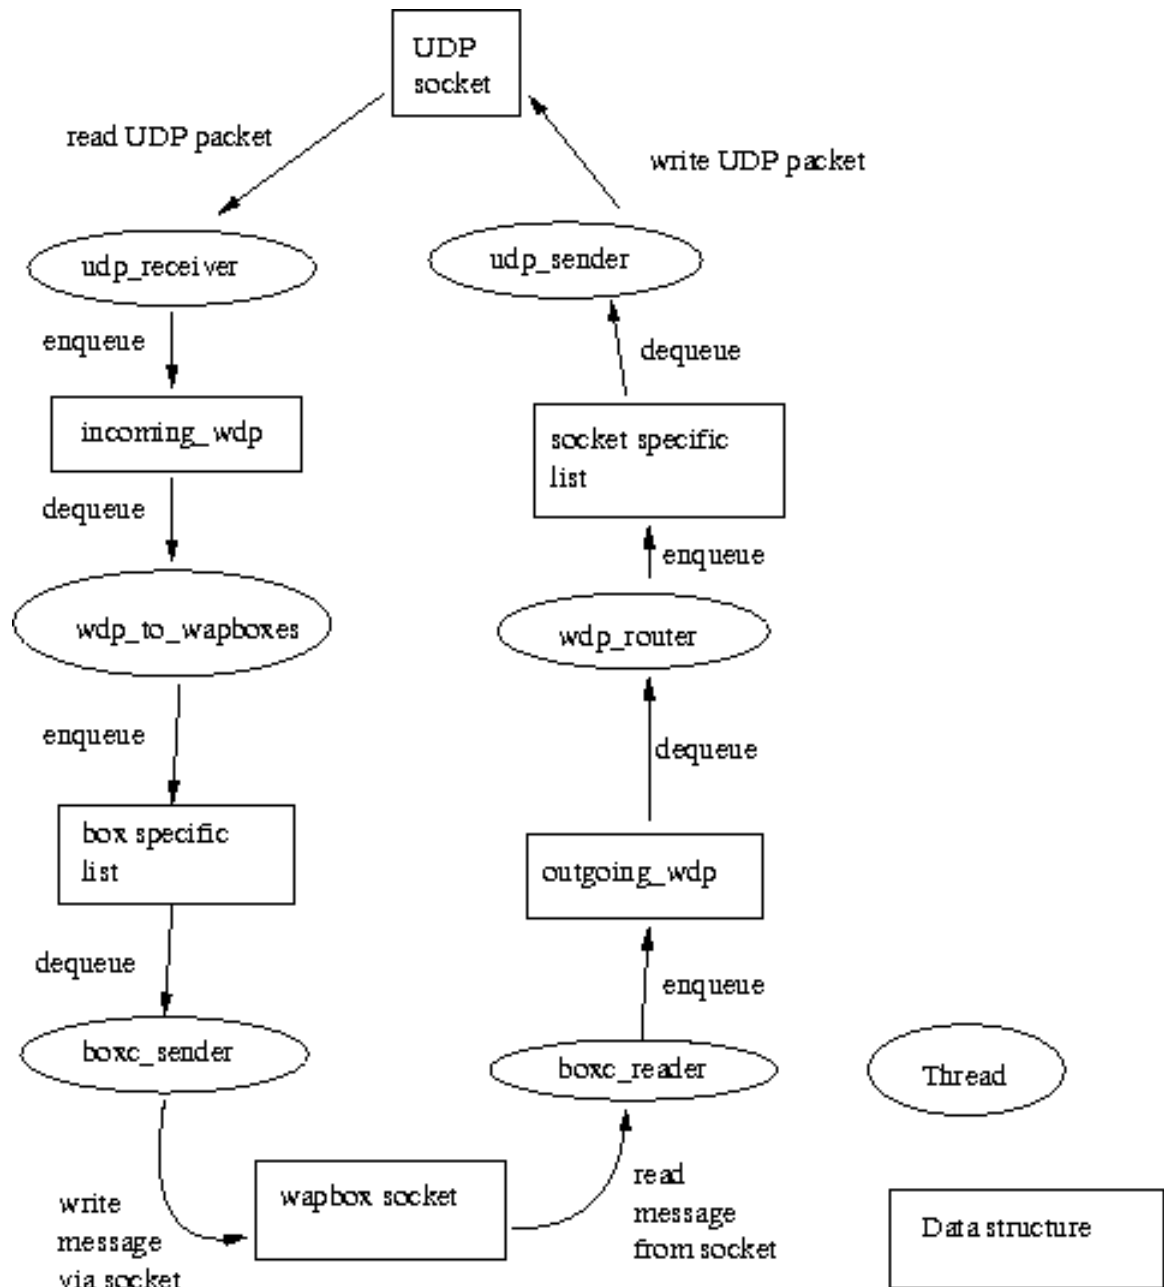 UDP
socket
read UDP packet
write UDP packet
udp_receiver
udp_sender
enqueue
dequeue
incoming_wdp
socket specific
list
dequeue
enqueue
wdp_to_wapboxes
wdp_router
enqueue
dequeue
box specific
list
outgoing_wdp
dequeue
enqueue
boxc_sender
boxc_reader
Thread
write
message
via socket
wapbox socket
read
message
from socket
Data structure